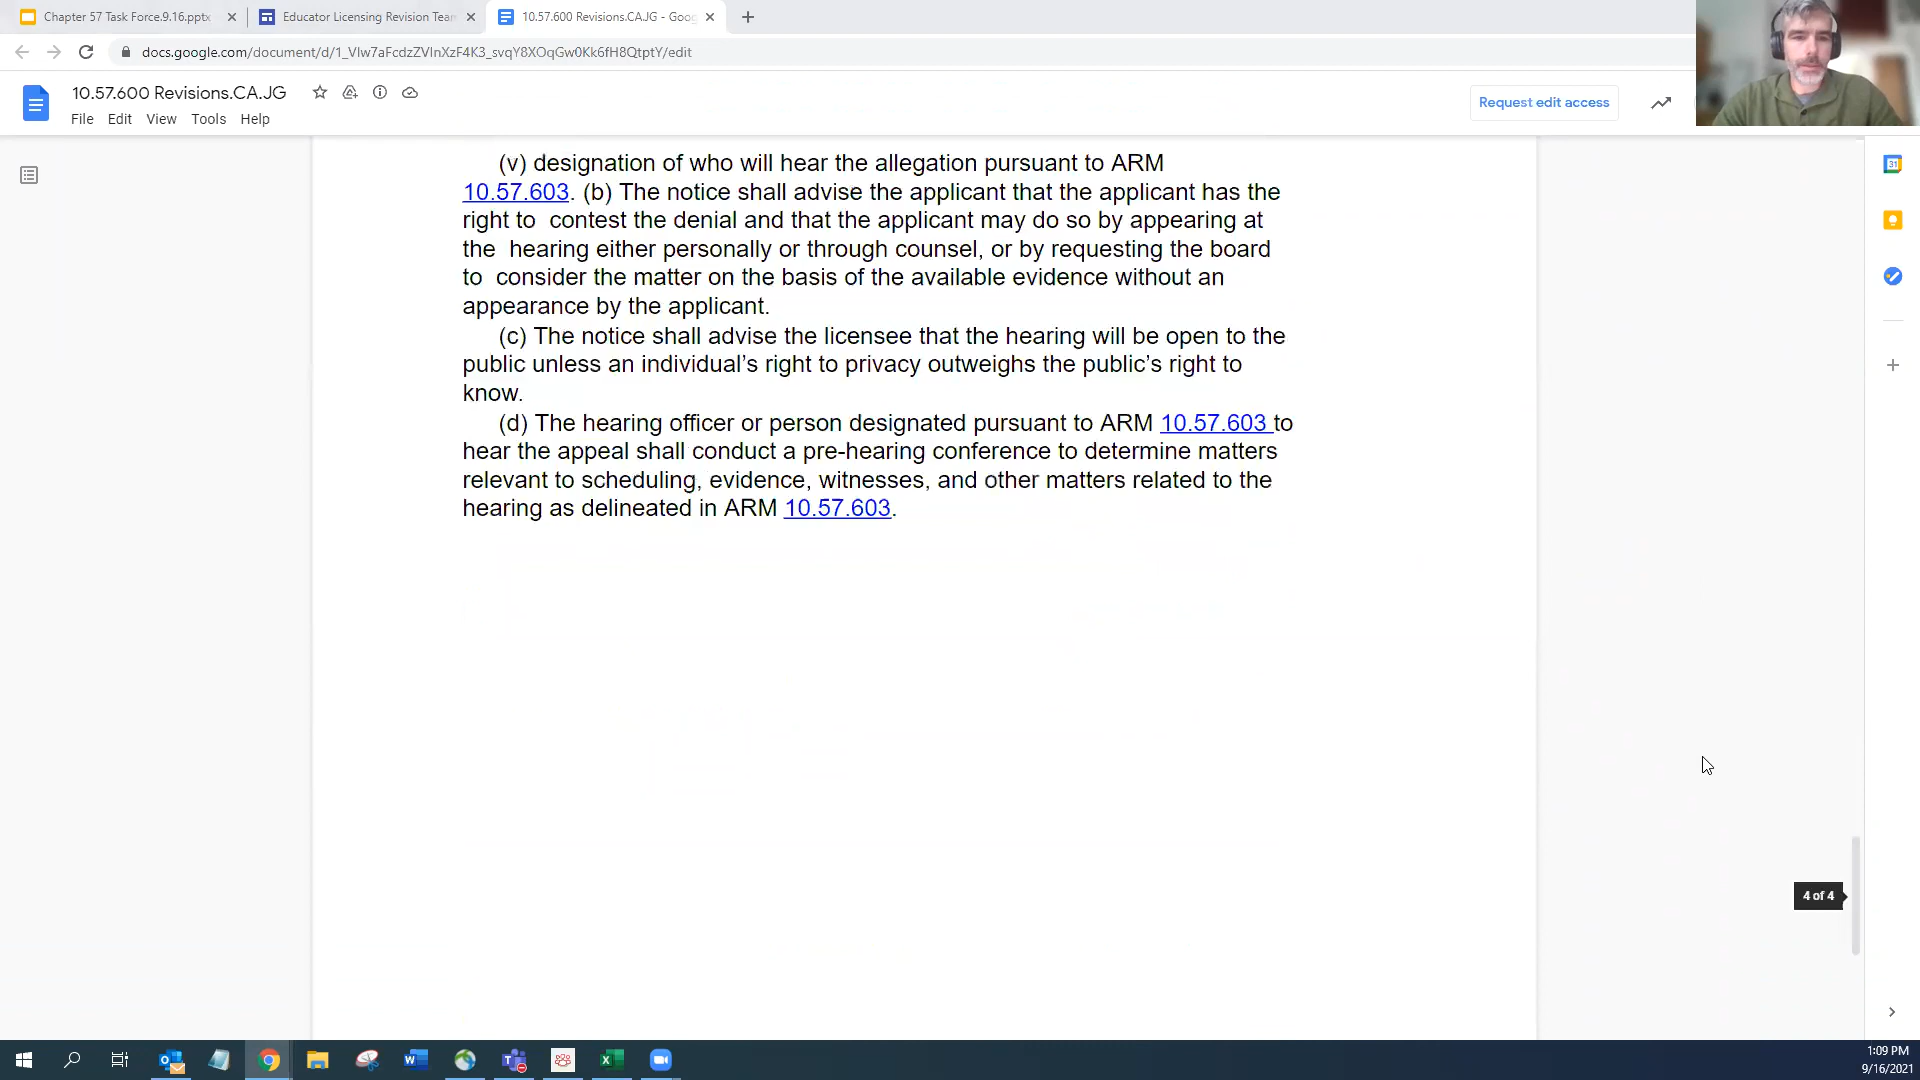 Chapter 57 Task Force.9.16.pptx
Educator Licensing Revision Tea
10.57.600 Revisions.CA.JG - Goo
docs.google.com/document/d/1_VIw7aFcdzZVInXzF4K3_svqY8XOqGw0Kk6fH8QtptY/edit
10.57.600 Revisions.CA.JG
File Edit View Tools Help
Request edit access
(v) designation of who will hear the allegation pursuant to ARM
10.57.603. (b) The notice shall advise the applicant that the applicant has the
right to contest the denial and that the applicant may do so by appearing at
the hearing either personally or through counsel, or by requesting the board
to consider the matter on the basis of the available evidence without an
appearance by the applicant.
(c) The notice shall advise the licensee that the hearing will be open to the
public unless an individual’s right to privacy outweighs the public’s right to
know.
(d) The hearing officer or person designated pursuant to ARM 10.57.603 to
hear the appeal shall conduct a pre-hearing conference to determine matters
relevant to scheduling, evidence, witnesses, and other matters related to the
hearing as delineated in ARM 10.57.603.
31
4 of 4
1:09 PM
9/16/2021